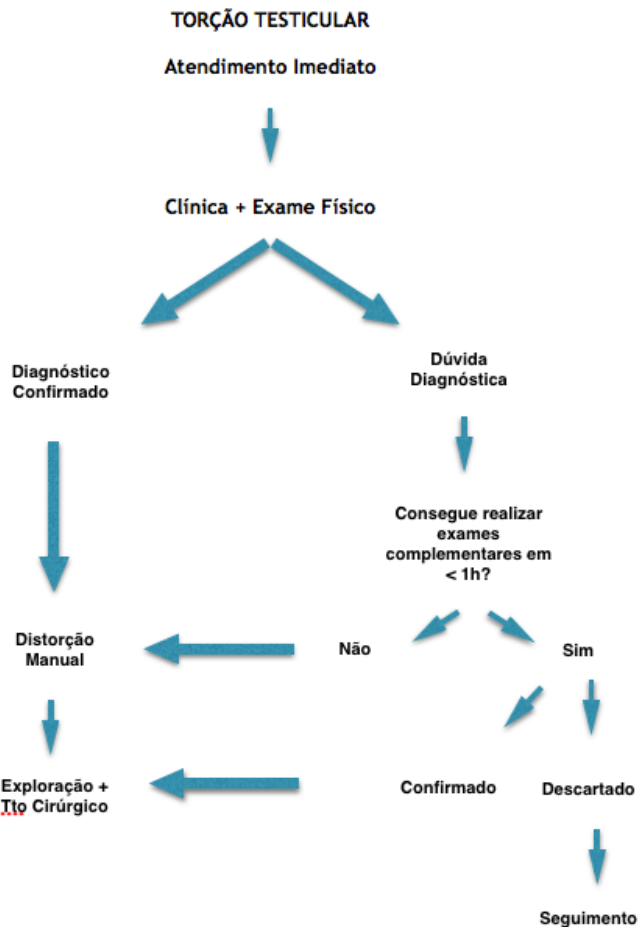 TORÇÃO TESTICULAR
Atendimento Imediato
Clínica + Exame Físico
Diagnóstico
Confirmado
Dúvida
Diagnóstica
Consegue realizar
exames
complementares em
< 1h?
Distorção
Manual
Não
Sim
Exploração +
Tto Cirúrgico
Confirmado
Descartado
Seguimento